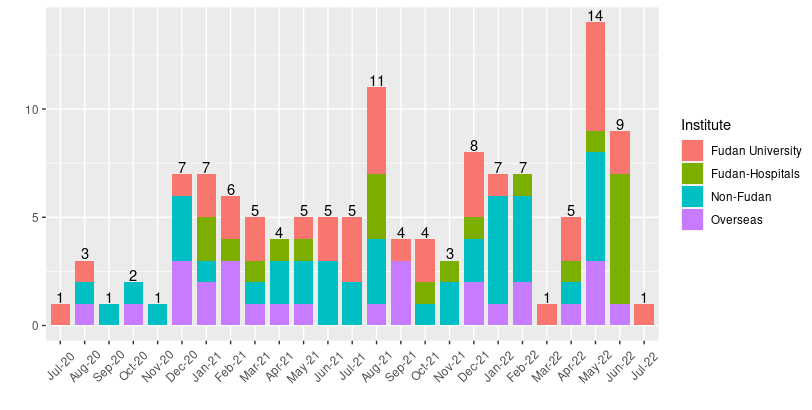 14
11
9
8
7 7 7 7
6
5 5 5 5 5
4 4 4
3 3
2
1 1 1 1 1
10
5
0
Jul-20 Aug-20 Sep-20 Oct-20 Nov-20 Dec-20 Jan-21 Feb-21 Mar-21 Apr-21 May-21 Jun-21 Jul-21 Aug-21 Sep-21 Oct-21 Nov-21 Dec-21 Jan-22 Feb-22 Mar-22 Apr-22 May-22 Jun-22 Jul-22
Institute
Fudan University
Fudan-Hospitals
Non-Fudan
Overseas